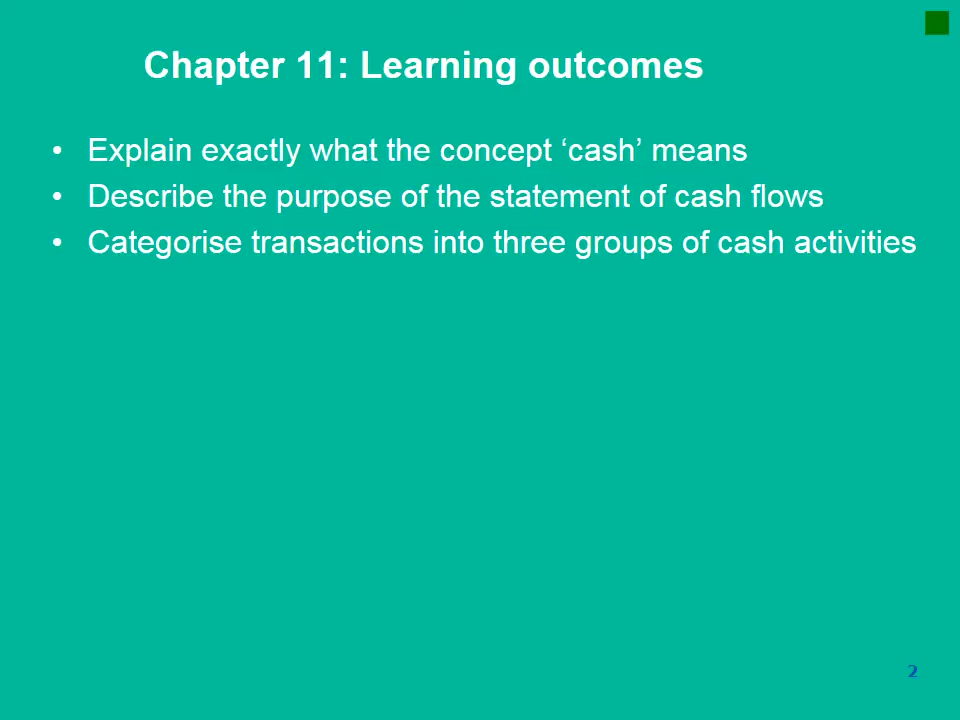 Chapter 11: Learning outcomes
• Explain exactly what the concept ‘cash’ means
• Describe the purpose of the statement of cash flows
• Categorise transactions into three groups of cash activities
2